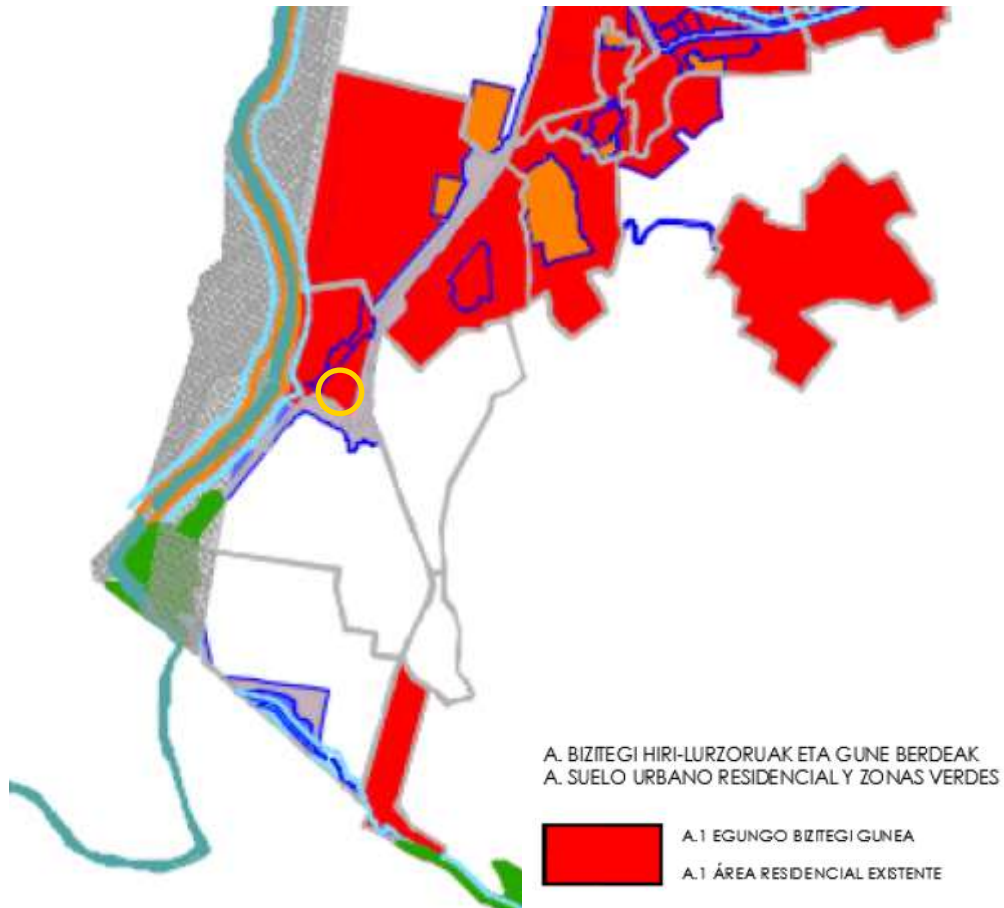 A. BIZITEGI HIRI-LURZORUAK ETA GUNE BERDEAK
A. SUELO URBANO RESIDENCIAL Y ZONAS VERDES
A.1 EGUNGO BIZITEGI GUNEA
A.1 ÁREA RESIDENCIAL EXISTENTE